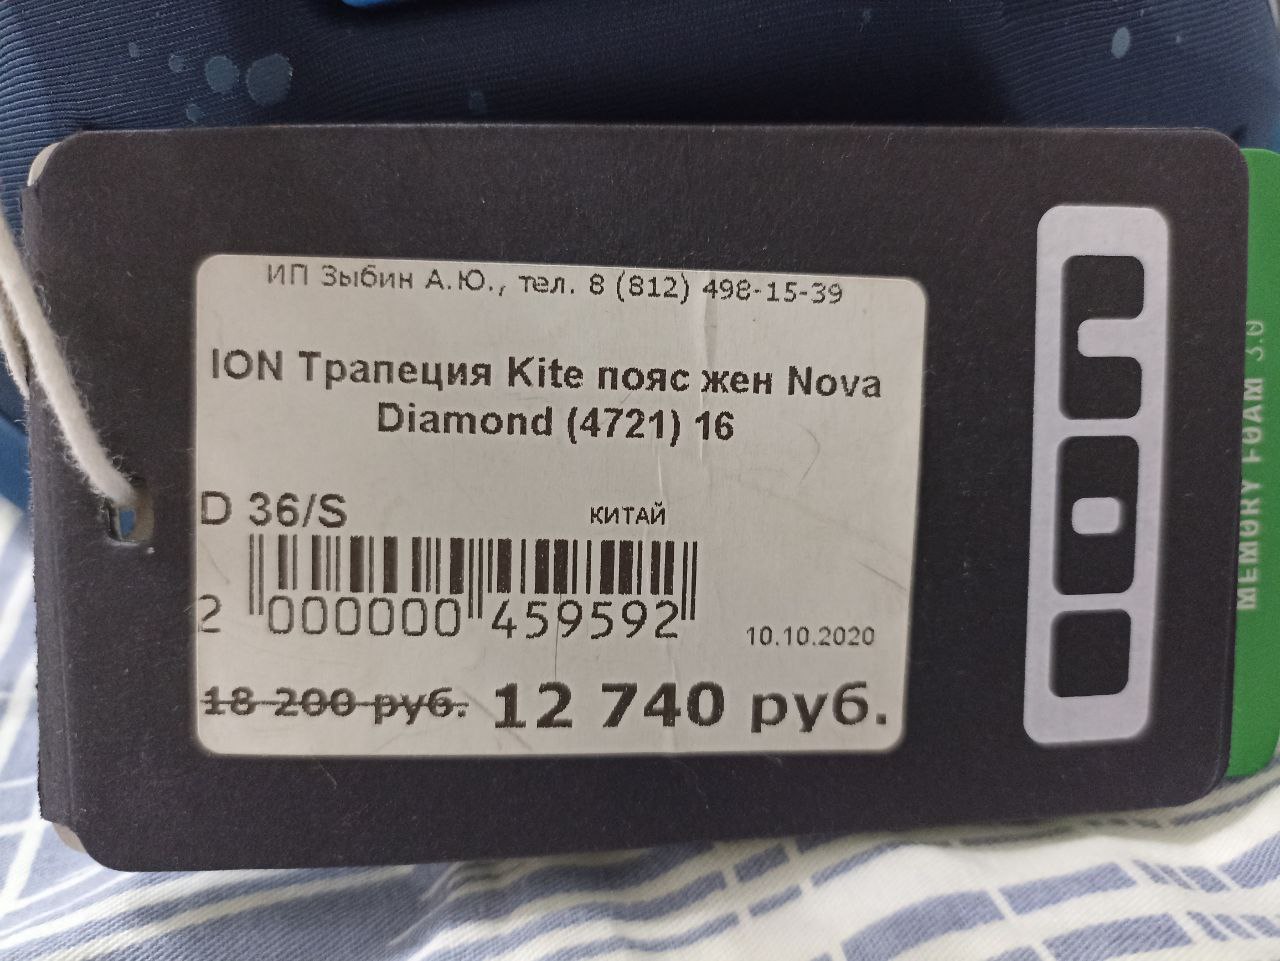 ИП Зыбин А.Ю., тел. 8 (812) 498-15-39
ION Трапеция Kite пояс жен Nova
Diamond (4721) 16
D 36/S
КИТАЙ
2 000000 459592
10.10.2020
18 200 руб. 12 740 руб.
ION
MEMORY FOAM 3.0